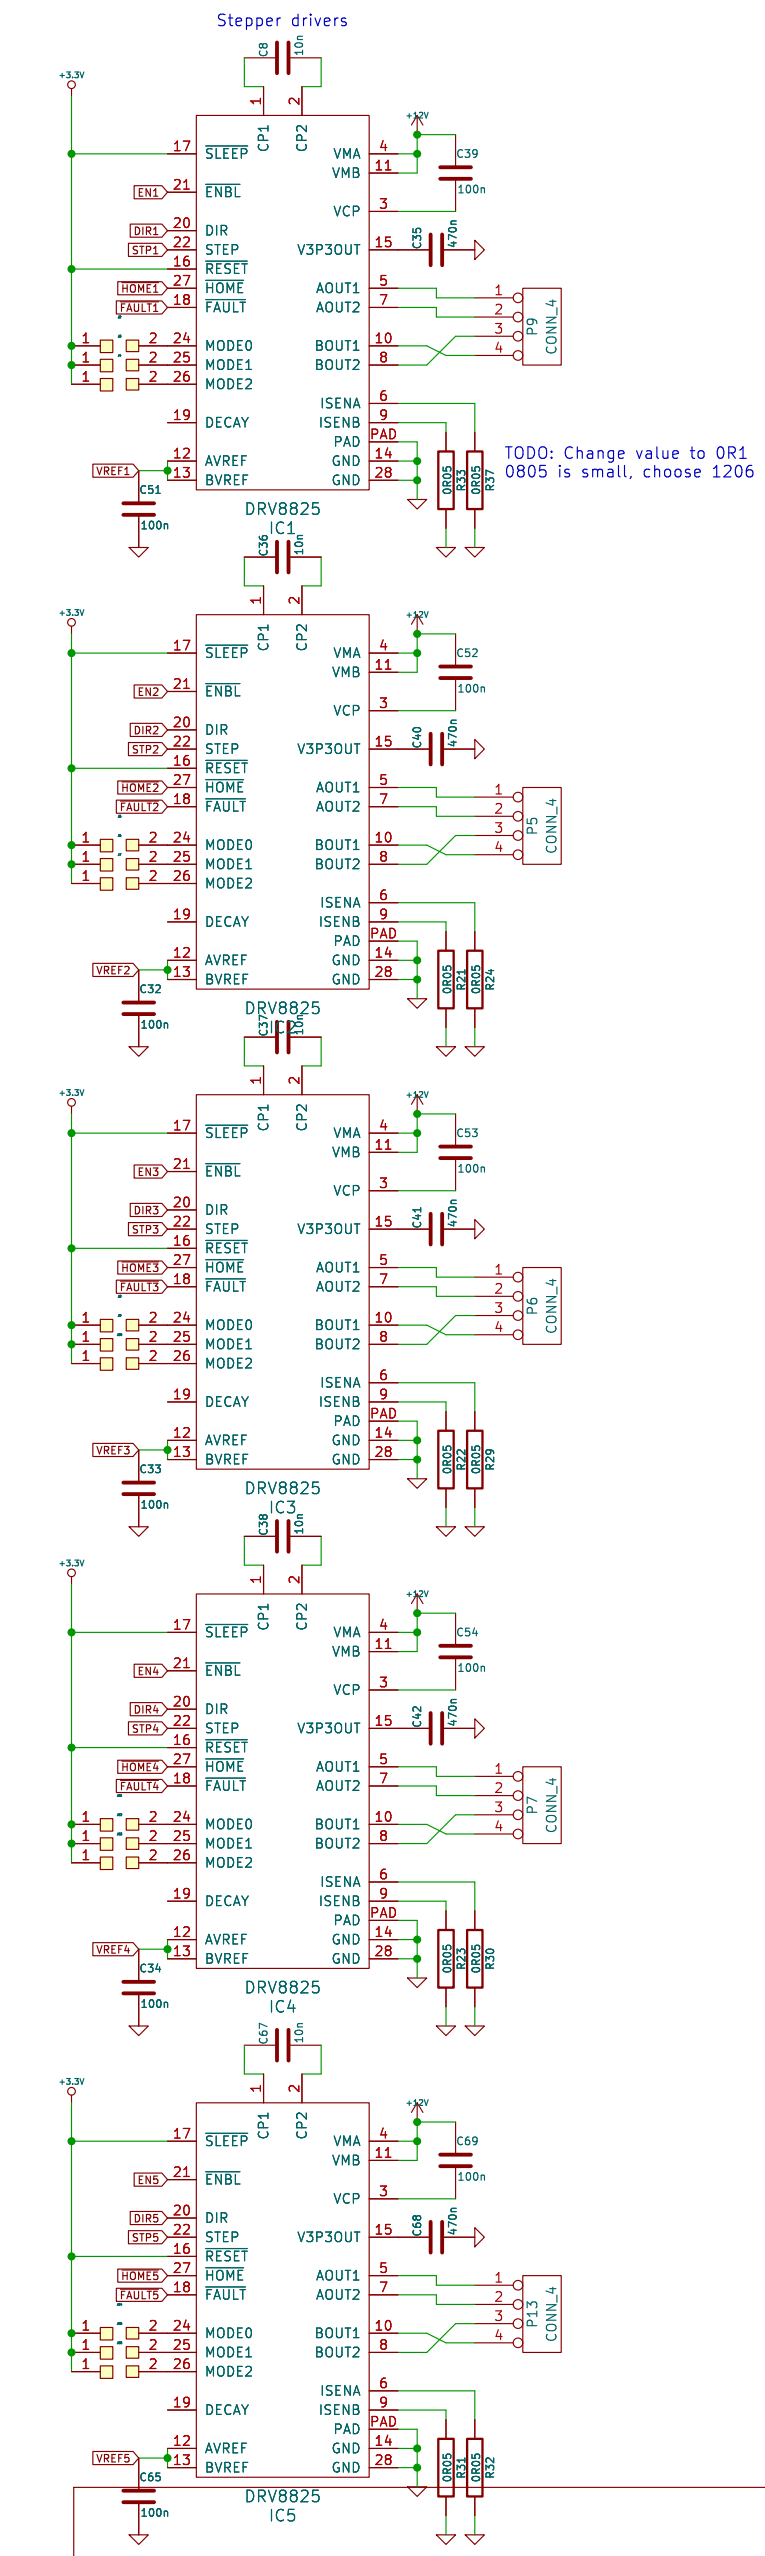 Stepper drivers
C8
10n
+3.3V
1
2
CP1
CP2
+12V
17
SLEEP
VMA
4
C39
VMB
11
100n
EN1
21
ENBL
VCP
3
DIR1
20
DIR
STP1
22
STEP
V3P3OUT
15
C35
470n
16
RESET
HOME1
27
HOME
AOUT1
5
1
FAULT1
18
FAULT
AOUT2
7
2
P9
CONN_4
1
2
24
MODE0
BOUT1
10
3
1
2
25
MODE1
BOUT2
8
4
1
2
26
MODE2
ISENA
6
19
DECAY
ISENB
9
PAD
PAD
TODO: Change value to 0R1
0805 is small, choose 1206
12
AVREF
GND
14
VREF1
13
BVREF
GND
28
0R05
R33
0R05
R37
C51
100n
DRV8825
IC1
C36
10n
+3.3V
1
2
CP1
CP2
+12V
17
SLEEP
VMA
4
C52
VMB
11
100n
EN2
21
ENBL
VCP
3
DIR2
20
DIR
STP2
22
STEP
V3P3OUT
15
C40
470n
16
RESET
HOME2
27
HOME
AOUT1
5
1
FAULT2
18
FAULT
AOUT2
7
2
P5
CONN_4
1
2
24
MODE0
BOUT1
10
3
1
2
25
MODE1
BOUT2
8
4
1
2
26
MODE2
ISENA
6
19
DECAY
ISENB
9
PAD
PAD
12
AVREF
GND
14
VREF2
13
BVREF
GND
28
0R05
R21
0R05
R24
C32
100n
DRV8825
IC2
C37
10n
+3.3V
1
2
CP1
CP2
+12V
17
SLEEP
VMA
4
C53
VMB
11
100n
EN3
21
ENBL
VCP
3
DIR3
20
DIR
STP3
22
STEP
V3P3OUT
15
C41
470n
16
RESET
HOME3
27
HOME
AOUT1
5
1
FAULT3
18
FAULT
AOUT2
7
2
P6
CONN_4
1
2
24
MODE0
BOUT1
10
3
1
2
25
MODE1
BOUT2
8
4
1
2
26
MODE2
ISENA
6
19
DECAY
ISENB
9
PAD
PAD
12
AVREF
GND
14
VREF3
13
BVREF
GND
28
0R05
R22
0R05
R29
C33
100n
DRV8825
IC3
C38
10n
+3.3V
1
2
CP1
CP2
+12V
17
SLEEP
VMA
4
C54
VMB
11
100n
EN4
21
ENBL
VCP
3
DIR4
20
DIR
STP4
22
STEP
V3P3OUT
15
C42
470n
16
RESET
HOME4
27
HOME
AOUT1
5
1
FAULT4
18
FAULT
AOUT2
7
2
P7
CONN_4
1
2
24
MODE0
BOUT1
10
3
1
2
25
MODE1
BOUT2
8
4
1
2
26
MODE2
ISENA
6
19
DECAY
ISENB
9
PAD
PAD
12
AVREF
GND
14
VREF4
13
BVREF
GND
28
0R05
R23
0R05
R30
C34
100n
DRV8825
IC4
C67
10n
+3.3V
1
2
CP1
CP2
+12V
17
SLEEP
VMA
4
C69
VMB
11
100n
EN5
21
ENBL
VCP
3
DIR5
20
DIR
STP5
22
STEP
V3P3OUT
15
C68
470n
16
RESET
HOME5
27
HOME
AOUT1
5
1
FAULT5
18
FAULT
AOUT2
7
2
P13
CONN_4
1
2
24
MODE0
BOUT1
10
3
1
2
25
MODE1
BOUT2
8
4
1
2
26
MODE2
ISENA
6
19
DECAY
ISENB
9
PAD
PAD
12
AVREF
GND
14
VREF5
13
BVREF
GND
28
0R05
R31
0R05
R32
C65
100n
DRV8825
IC5